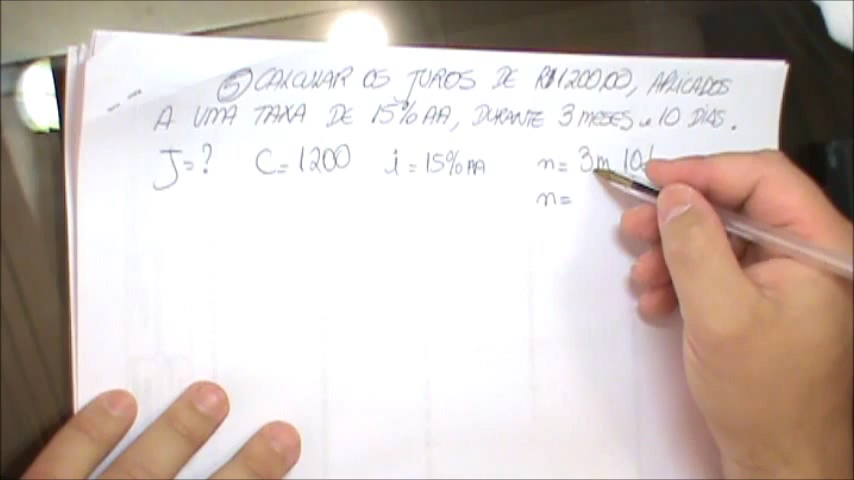 5 CALCULAR OS JUROS DE R$1200,00, APLICADOS
A UMA TAXA DE 15% AA, DURANTE 3 MESES e 10 DIAS.
J=? C=1200 i=15% AA n=3m 10d
n=